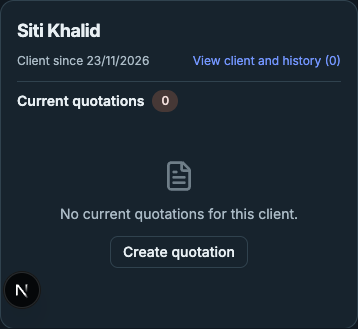 Siti Khalid
Client since 23/11/2026 View client and history (0)
Current quotations 0
No current quotations for this client.
Create quotation
N